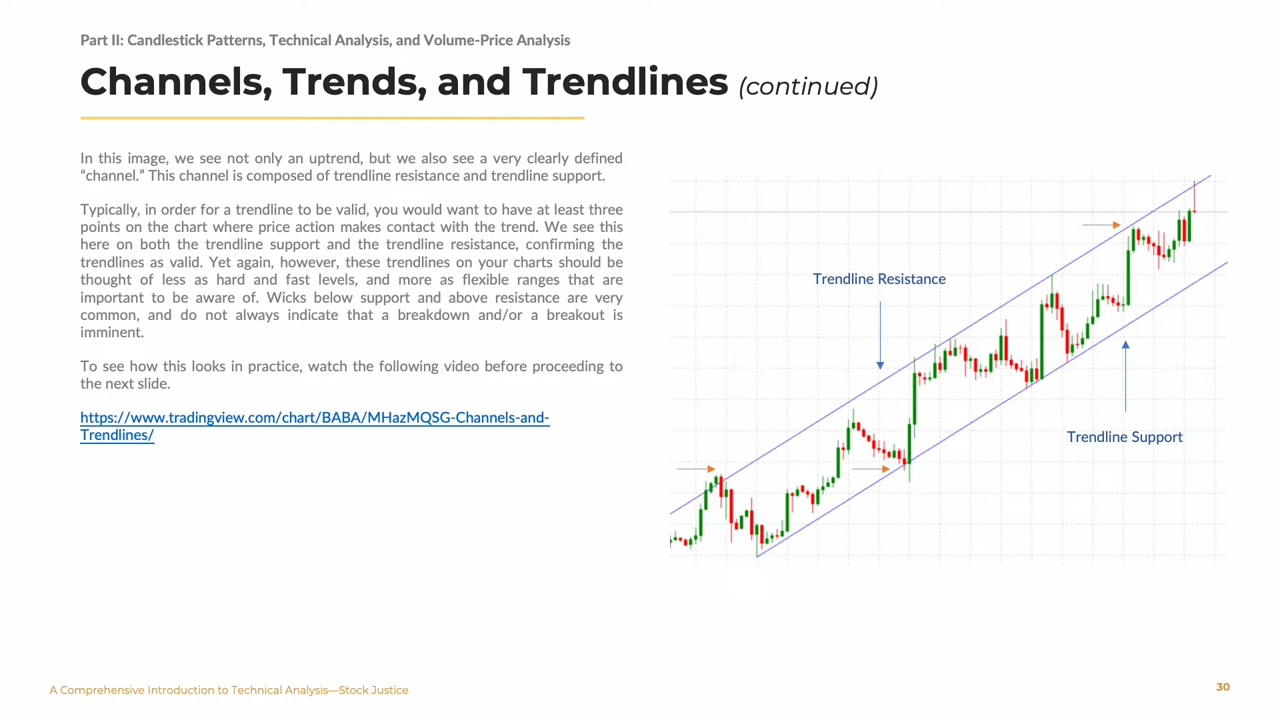 Part II: Candlestick Patterns, Technical Analysis, and Volume-Price Analysis
Channels, Trends, and Trendlines (continued)
In this image, we see not only an uptrend, but we also see a very clearly defined
“channel.” This channel is composed of trendline resistance and trendline support.
Typically, in order for a trendline to be valid, you would want to have at least three
points on the chart where price action makes contact with the trend. We see this
here on both the trendline support and the trendline resistance, confirming the
trendlines as valid. Yet again, however, these trendlines on your charts should be
thought of less as hard and fast levels, and more as flexible ranges that are
important to be aware of. Wicks below support and above resistance are very
common, and do not always indicate that a breakdown and/or a breakout is
imminent.
To see how this looks in practice, watch the following video before proceeding to
the next slide.
https://www.tradingview.com/chart/BABA/MHazMQSG-Channels-and-
Trendlines/
Trendline Resistance
Trendline Support
A Comprehensive Introduction to Technical Analysis—Stock Justice
30